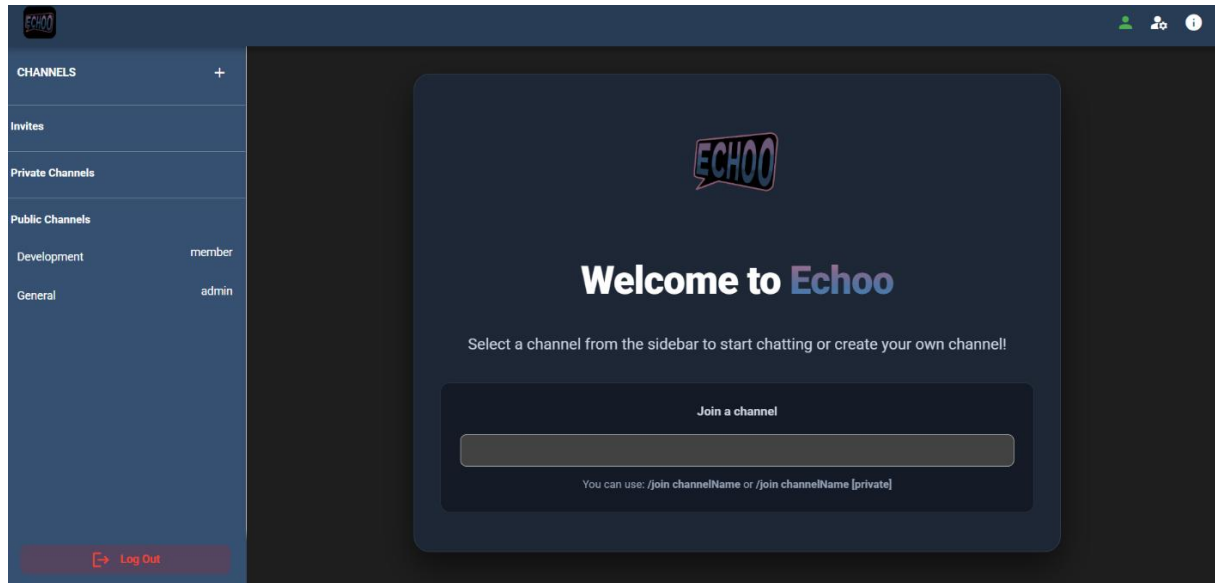 ECHOO
CHANNELS +
Invites
Private Channels
Public Channels
Development member
General admin
Log Out
ECHOO
Welcome to Echoo
Select a channel from the sidebar to start chatting or create your own channel!
Join a channel
You can use: /join channelName or /join channelName [private]